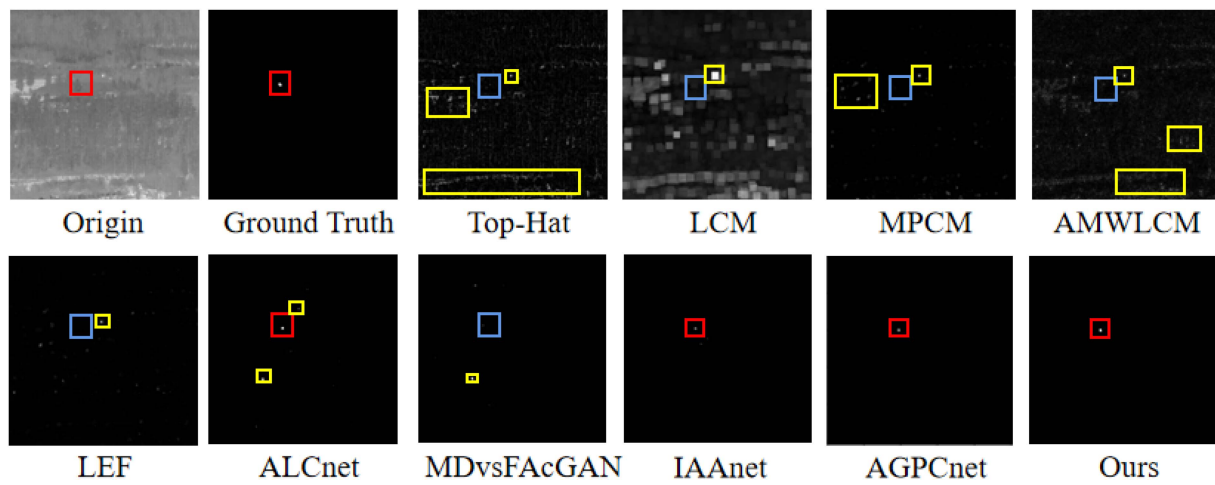 Origin
Ground Truth
Top-Hat
LCM
MPCM
AMWLCM
LEF
ALCnet
MDvsFAcGAN
IAAnet
AGPCnet
Ours